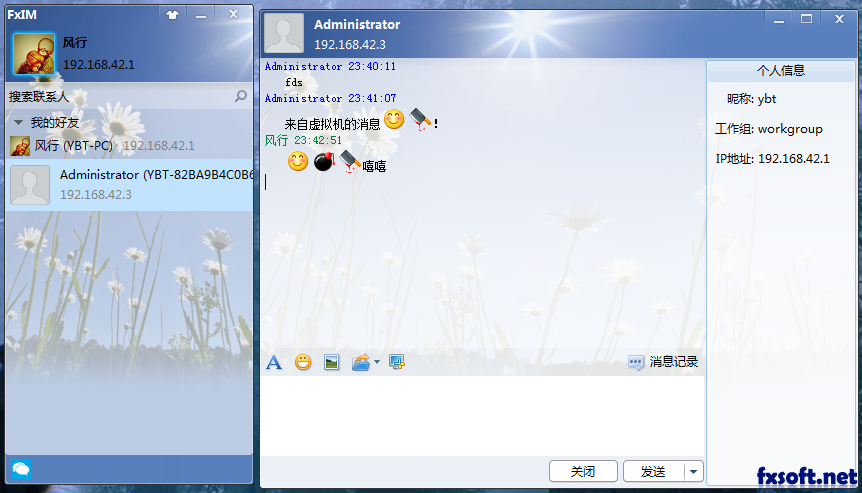 FxIM
风行
192.168.42.1
搜索联系人
我的好友
风行 (YBT-PC) 192.168.42.1
Administrator (YBT-82BA9B4C0B6
192.168.42.3
Administrator
192.168.42.3
Administrator 23:40:11
fds
Administrator 23:41:07
来自虚拟机的消息!
风行 23:42:51
嘻嘻
A
消息记录
关闭
发送
个人信息
昵称: ybt
工作组: workgroup
IP地址: 192.168.42.1
fxsoft.net